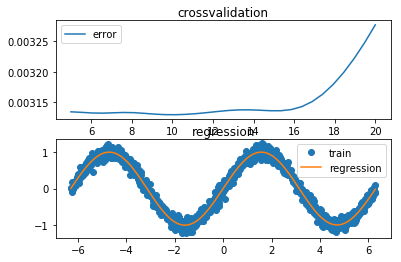 crossvalidation
0.00325
0.00320
0.00315
error
6 8 10 12 14 16 18 20
regression
1
0
−1
train
regression
−6 −4 −2 0 2 4 6